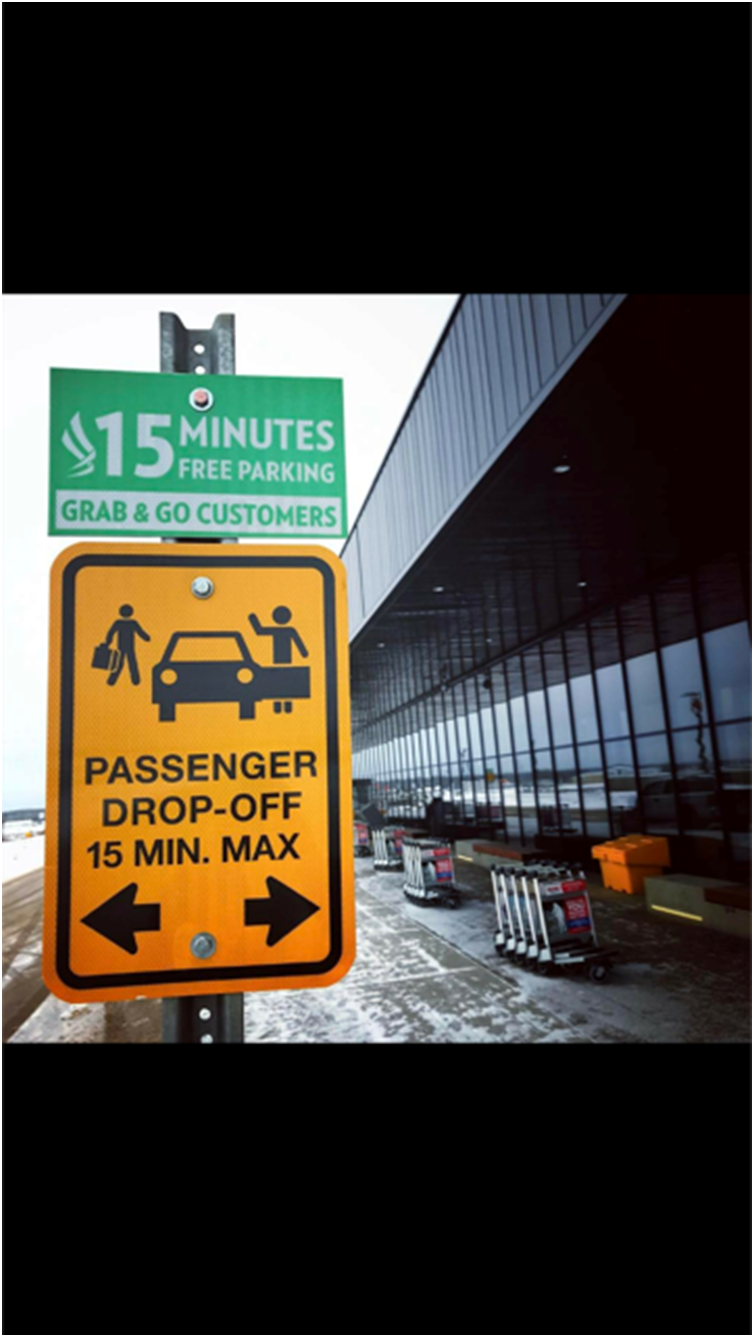 15 MINUTES
FREE PARKING
GRAB & GO CUSTOMERS
PASSENGER
DROP-OFF
15 MIN. MAX